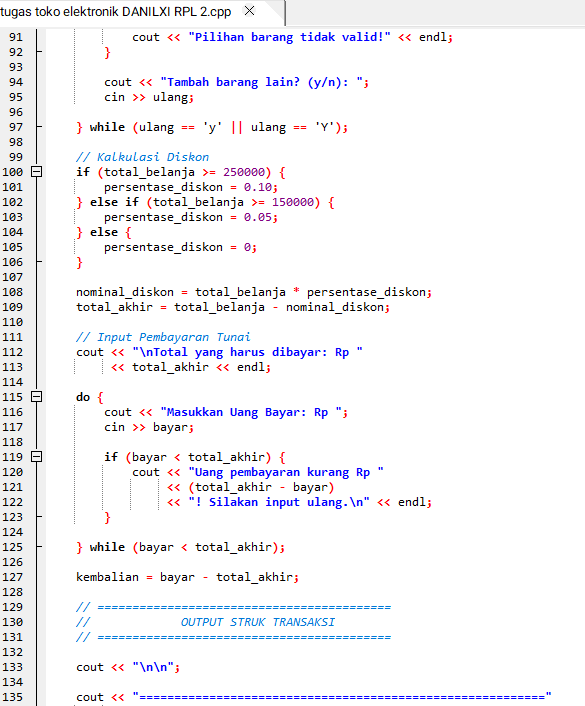 tugas toko elektronik DANILXI RPL 2.cpp
91 cout << "Pilihan barang tidak valid!" << endl;
92 }
93
94 cout << "Tambah barang lain? (y/n): ";
95 cin >> ulang;
96
97 } while (ulang == 'y' || ulang == 'Y');
98
99 // Kalkulasi Diskon
100 if (total_belanja >= 250000) {
101 persentase_diskon = 0.10;
102 } else if (total_belanja >= 150000) {
103 persentase_diskon = 0.05;
104 } else {
105 persentase_diskon = 0;
106 }
107
108 nominal_diskon = total_belanja * persentase_diskon;
109 total_akhir = total_belanja - nominal_diskon;
110
111 // Input Pembayaran Tunai
112 cout << "\nTotal yang harus dibayar: Rp "
113 << total_akhir << endl;
114
115 do {
116 cout << "Masukkan Uang Bayar: Rp ";
117 cin >> bayar;
118
119 if (bayar < total_akhir) {
120 cout << "Uang pembayaran kurang Rp "
121 << (total_akhir - bayar)
122 << "! Silakan input ulang.\n" << endl;
123 }
124
125 } while (bayar < total_akhir);
126
127 kembalian = bayar - total_akhir;
128
129 // ==========================================
130 // OUTPUT STRUK TRANSAKSI
131 // ==========================================
132
133 cout << "\n\n";
134
135 cout << "=========================================================="